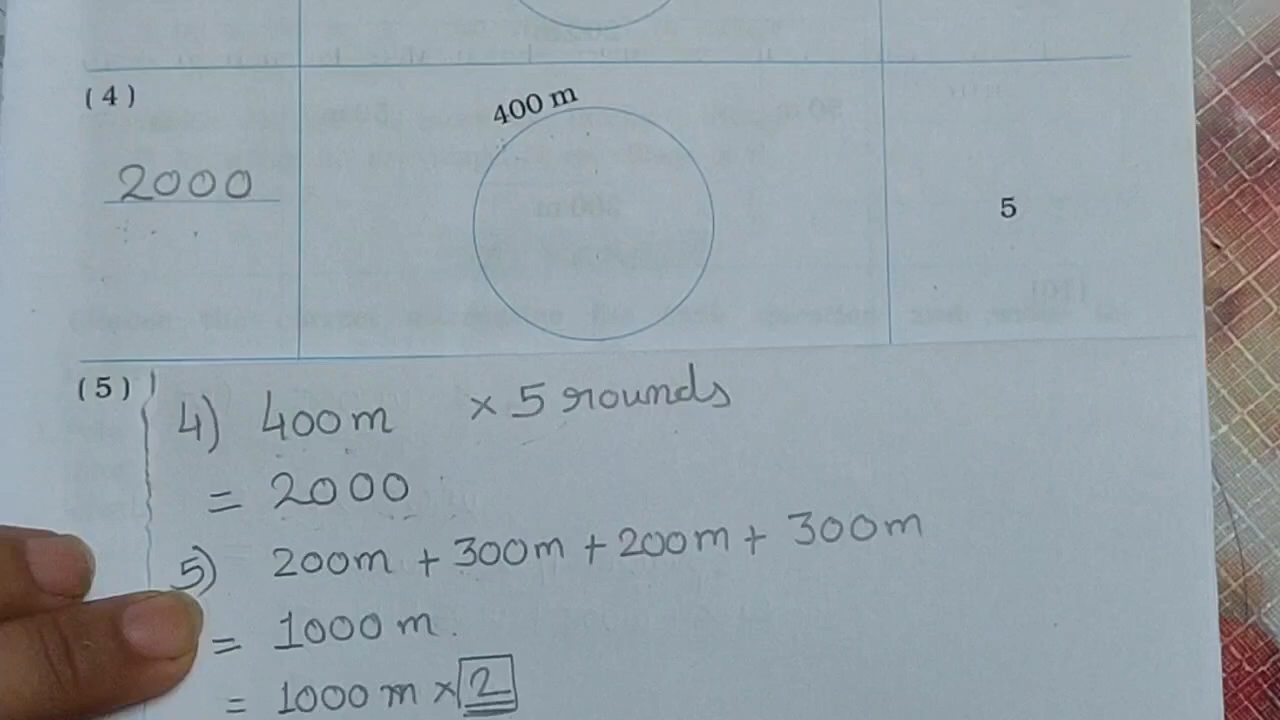 (4)
400 m
2000
5
(5)
4) 400m × 5 rounds
= 2000
5) 200m + 300m + 200m + 300m
= 1000 m.
= 1000 m × 2